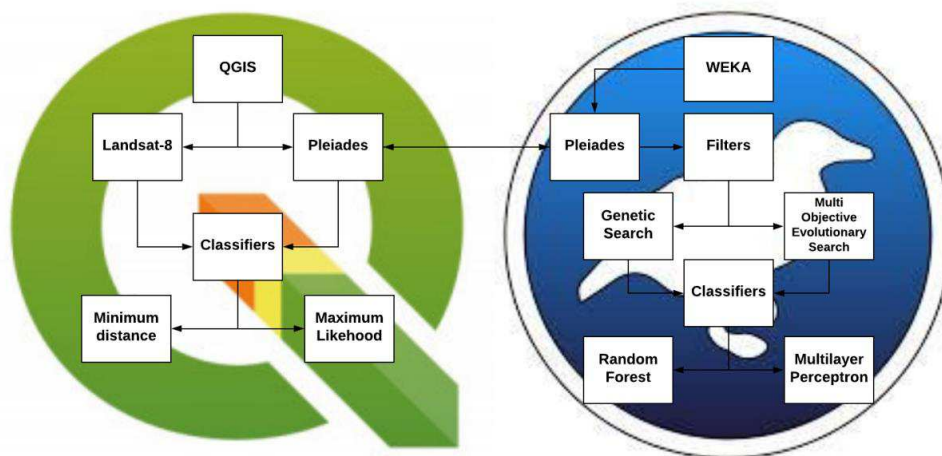 QGIS
Landsat-8
Pleiades
Classifiers
Minimum
distance
Maximum
Likehood
WEKA
Pleiades
Filters
Genetic
Search
Multi
Objective
Evolutionary
Search
Classifiers
Random
Forest
Multilayer
Perceptron